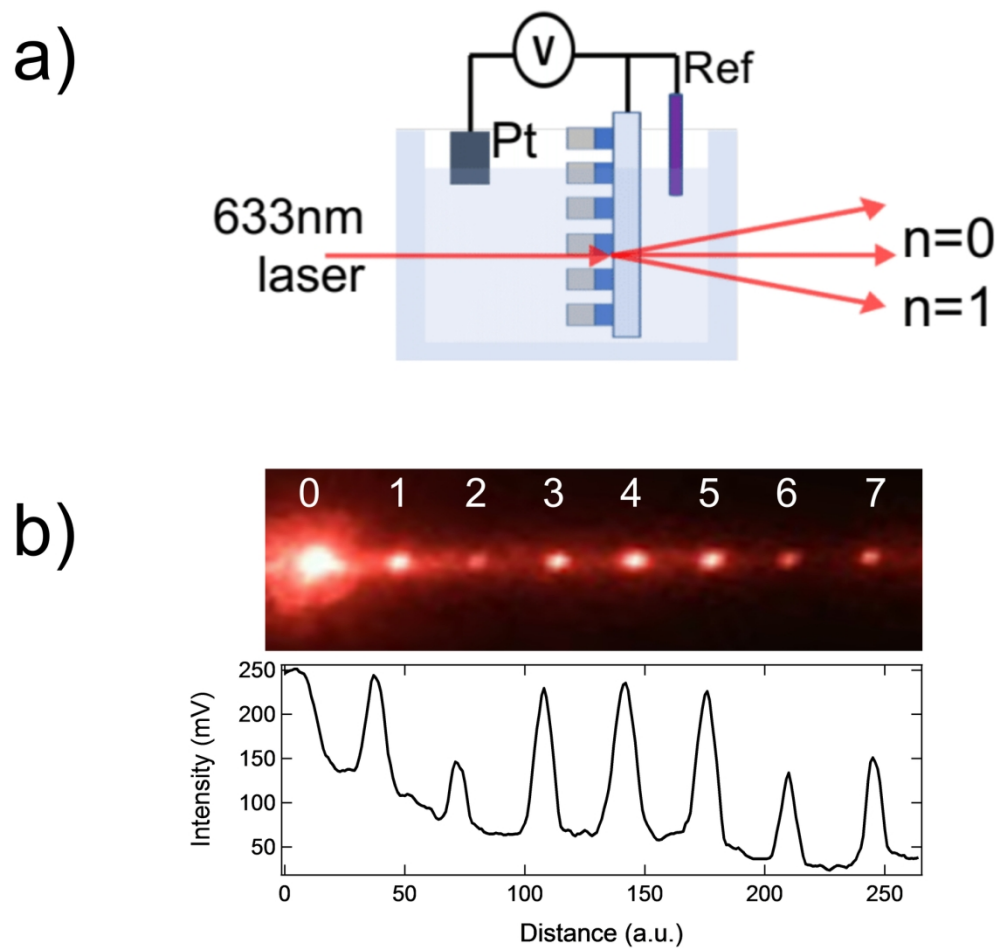 a)
V
Ref
Pt
633nm
laser
n=0
n=1
b)
0 1 2 3 4 5 6 7
250
200
150
100
50
Intensity (mV)
0 50 100 150 200 250
Distance (a.u.)